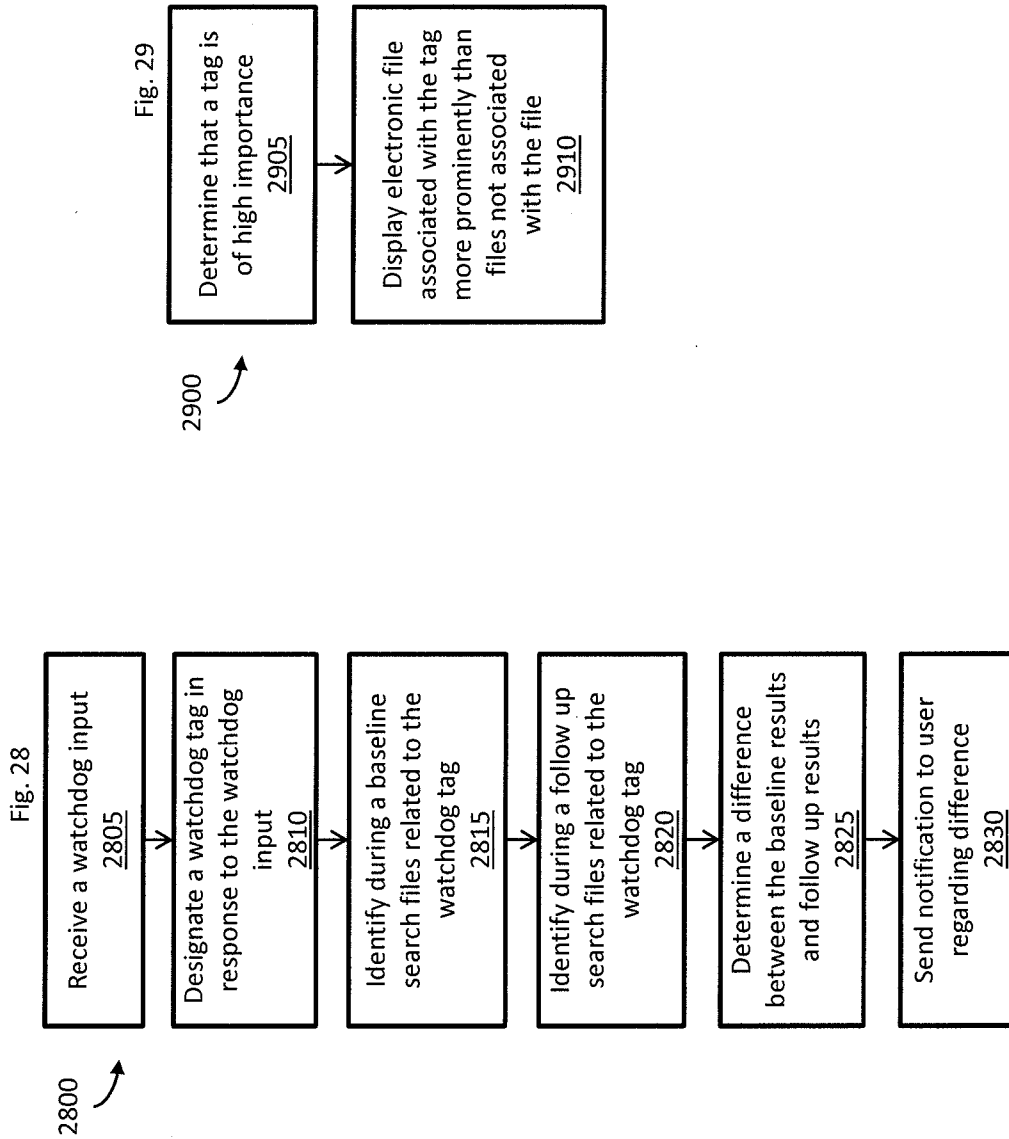 Fig. 28
2800
Receive a watchdog input
2805
Designate a watchdog tag in
response to the watchdog
input
2810
Identify during a baseline
search files related to the
watchdog tag
2815
Identify during a follow up
search files related to the
watchdog tag
2820
Determine a difference
between the baseline results
and follow up results
2825
Send notification to user
regarding difference
2830
Fig. 29
2900
Determine that a tag is
of high importance
2905
Display electronic file
associated with the tag
more prominently than
files not associated
with the file
2910